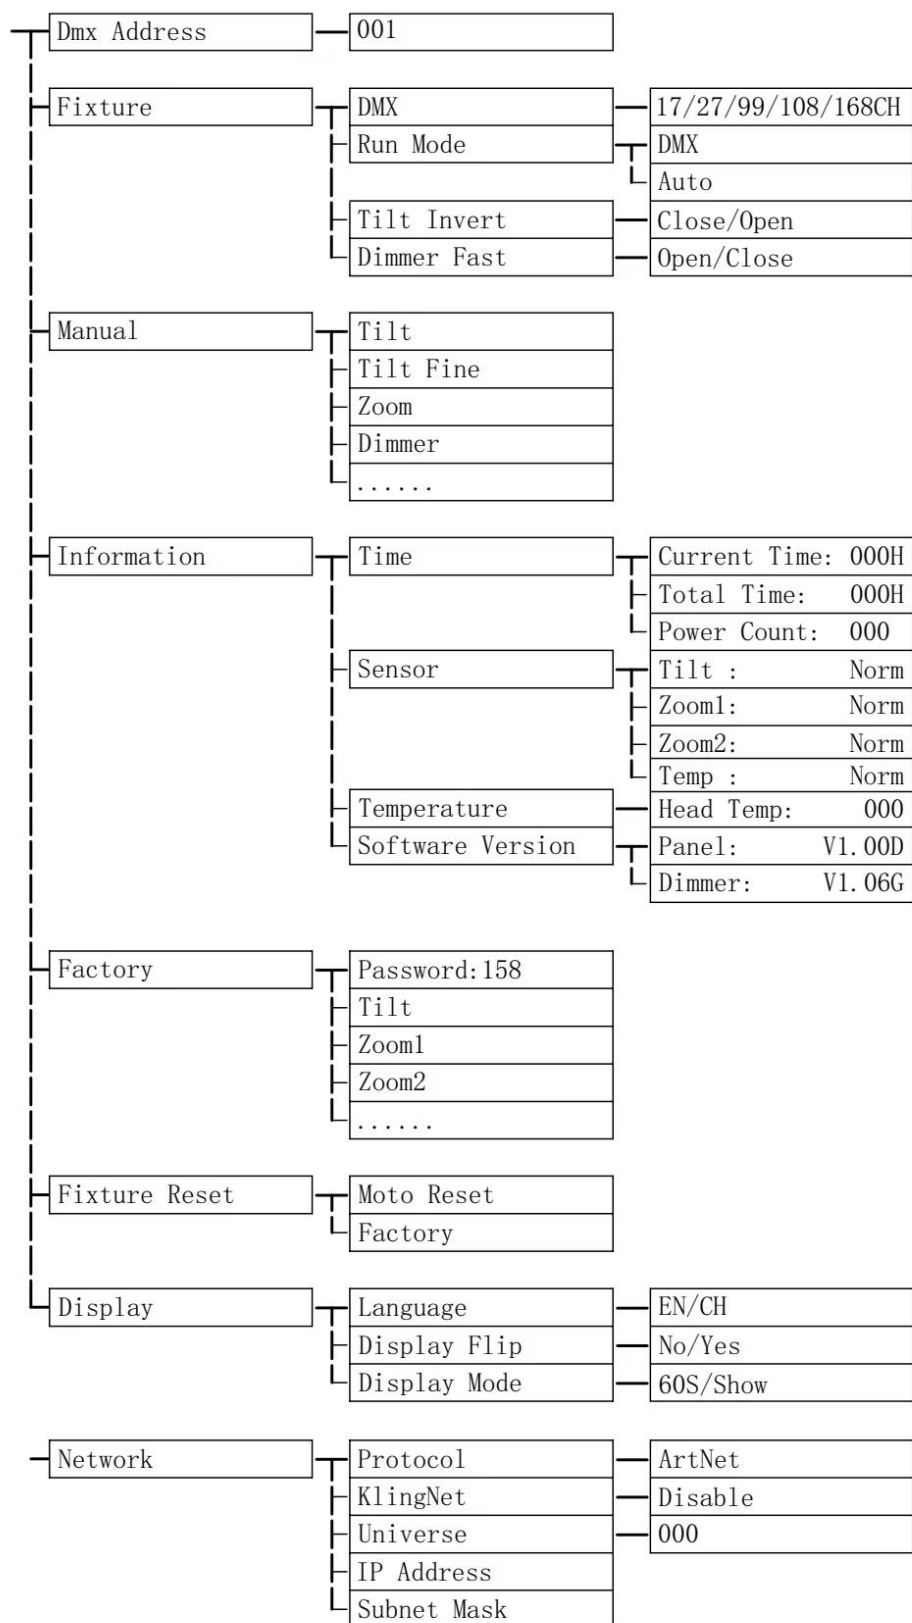 Dmx Address 001
Fixture DMX 17/27/99/108/168CH
Run Mode DMX
Auto
Tilt Invert Close/Open
Dimmer Fast Open/Close
Manual Tilt
Tilt Fine
Zoom
Dimmer
......
Information Time Current Time: 000H
Total Time: 000H
Power Count: 000
Sensor Tilt : Norm
Zoom1: Norm
Zoom2: Norm
Temp : Norm
Temperature Head Temp: 000
Software Version Panel: V1.00D
Dimmer: V1.06G
Factory Password:158
Tilt
Zoom1
Zoom2
......
Fixture Reset Moto Reset
Factory
Display Language EN/CH
Display Flip No/Yes
Display Mode 60S/Show
Network Protocol ArtNet
KlingNet Disable
Universe 000
IP Address
Subnet Mask